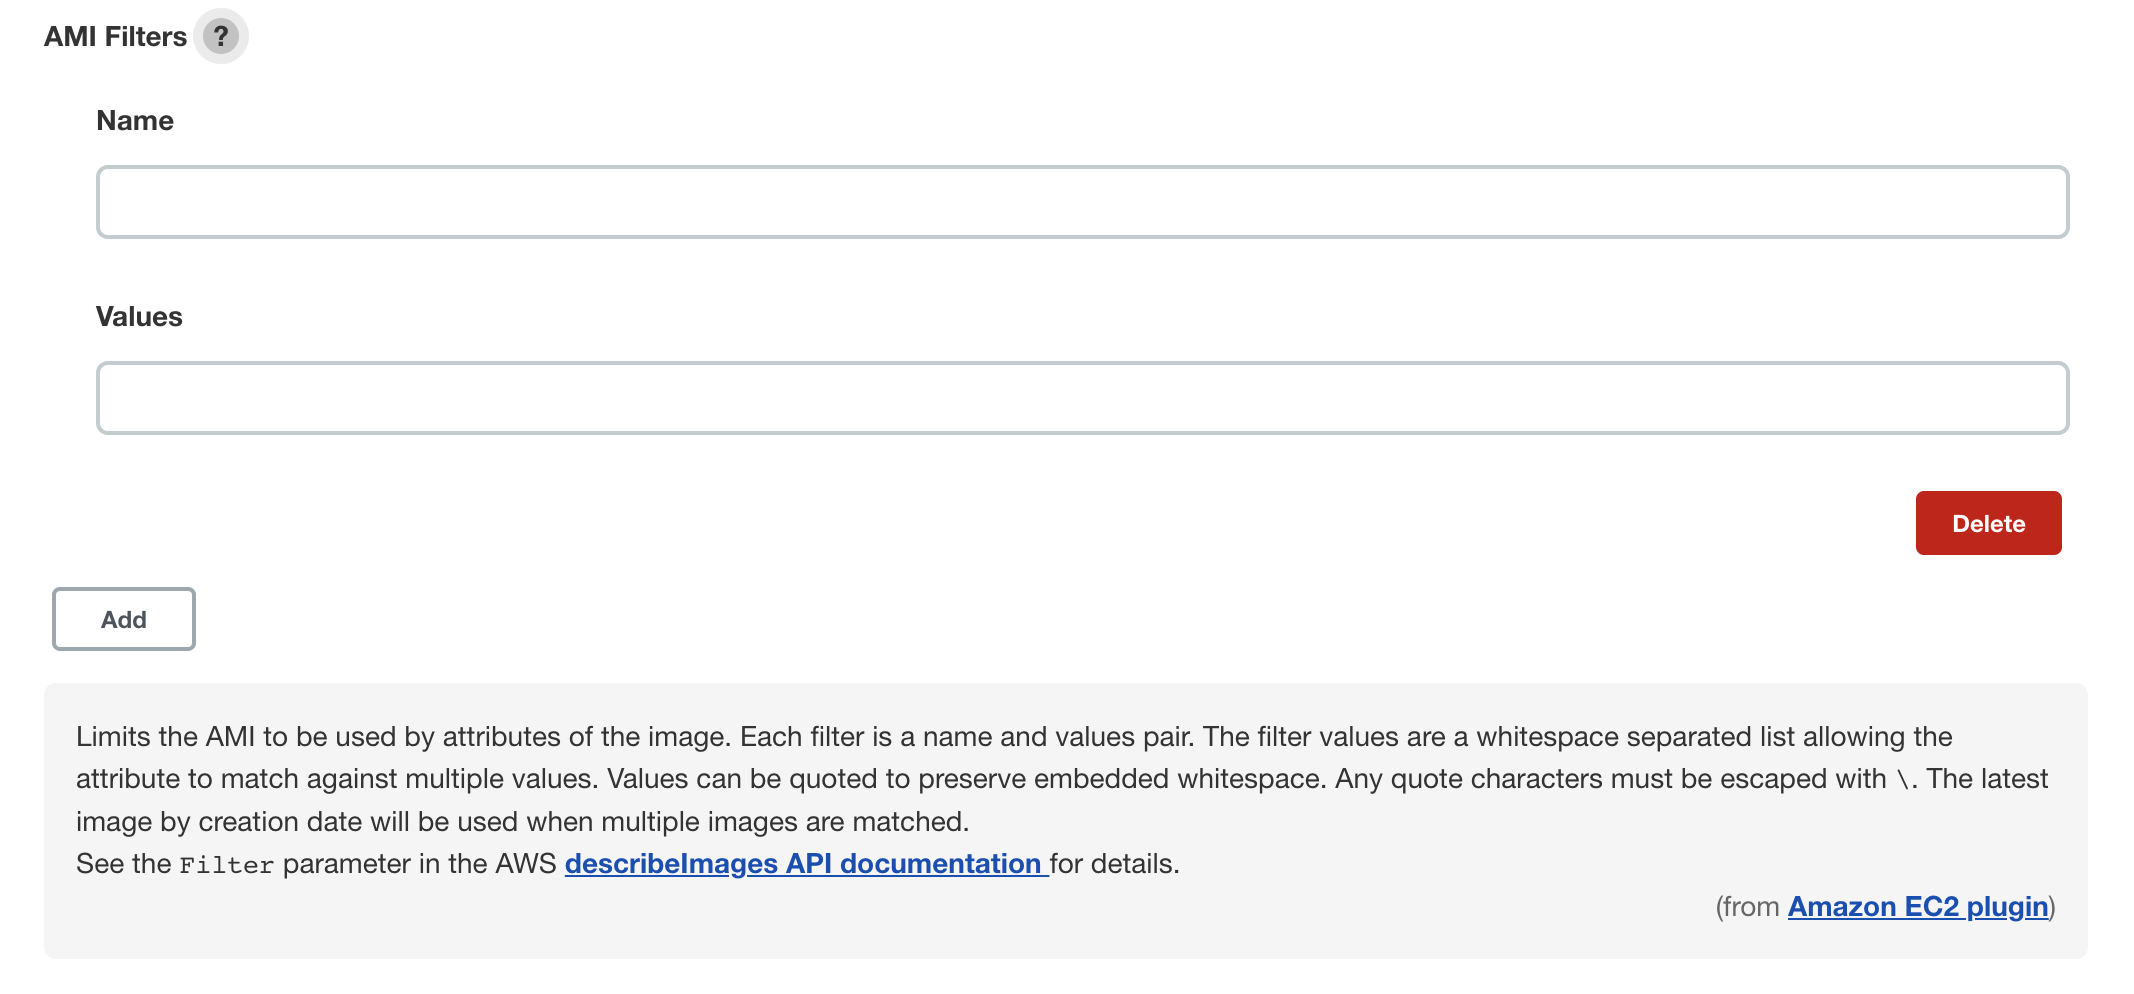 AMI Filters ?
Name
Values
Delete
Add
Limits the AMI to be used by attributes of the image. Each filter is a name and values pair. The filter values are a whitespace separated list allowing the
attribute to match against multiple values. Values can be quoted to preserve embedded whitespace. Any quote characters must be escaped with \. The latest
image by creation date will be used when multiple images are matched.
See the Filter parameter in the AWS describeImages API documentation for details.
(from Amazon EC2 plugin)